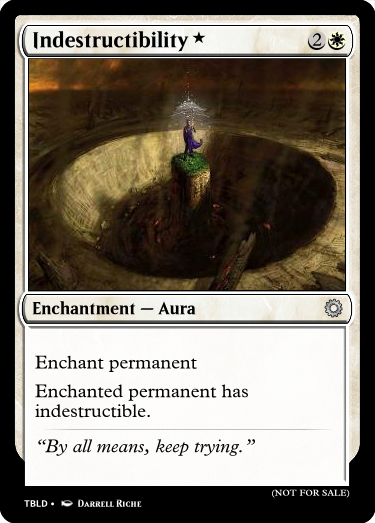 Indestructibility ★ 2
Enchantment — Aura
Enchant permanent
Enchanted permanent has
indestructible.
“By all means, keep trying.”
(NOT FOR SALE)
TBLD • Darrell Riche